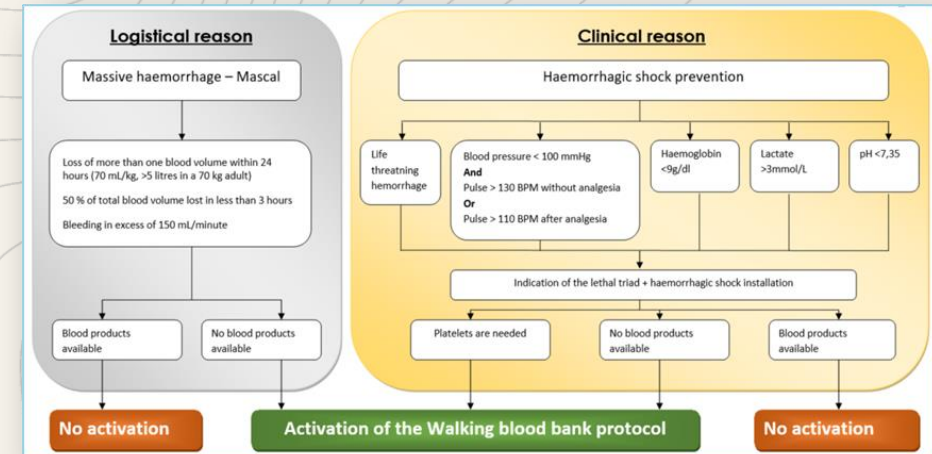 Logistical reason
Massive haemorrhage – Mascal
Loss of more than one blood volume within 24
hours (70 mL/kg, >5 litres in a 70 kg adult)
50 % of total blood volume lost in less than 3 hours
Bleeding in excess of 150 mL/minute
Blood products
available
No blood products
available
Clinical reason
Haemorrhagic shock prevention
Life
threatning
hemorrhage
Blood pressure < 100 mmHg
And
Pulse > 130 BPM without analgesia
Or
Pulse > 110 BPM after analgesia
Haemoglobin
<9g/dl
Lactate
>3mmol/L
pH <7,35
Indication of the lethal triad + haemorrhagic shock installation
Platelets are needed
No blood products
available
Blood products
available
No activation
Activation of the Walking blood bank protocol
No activation